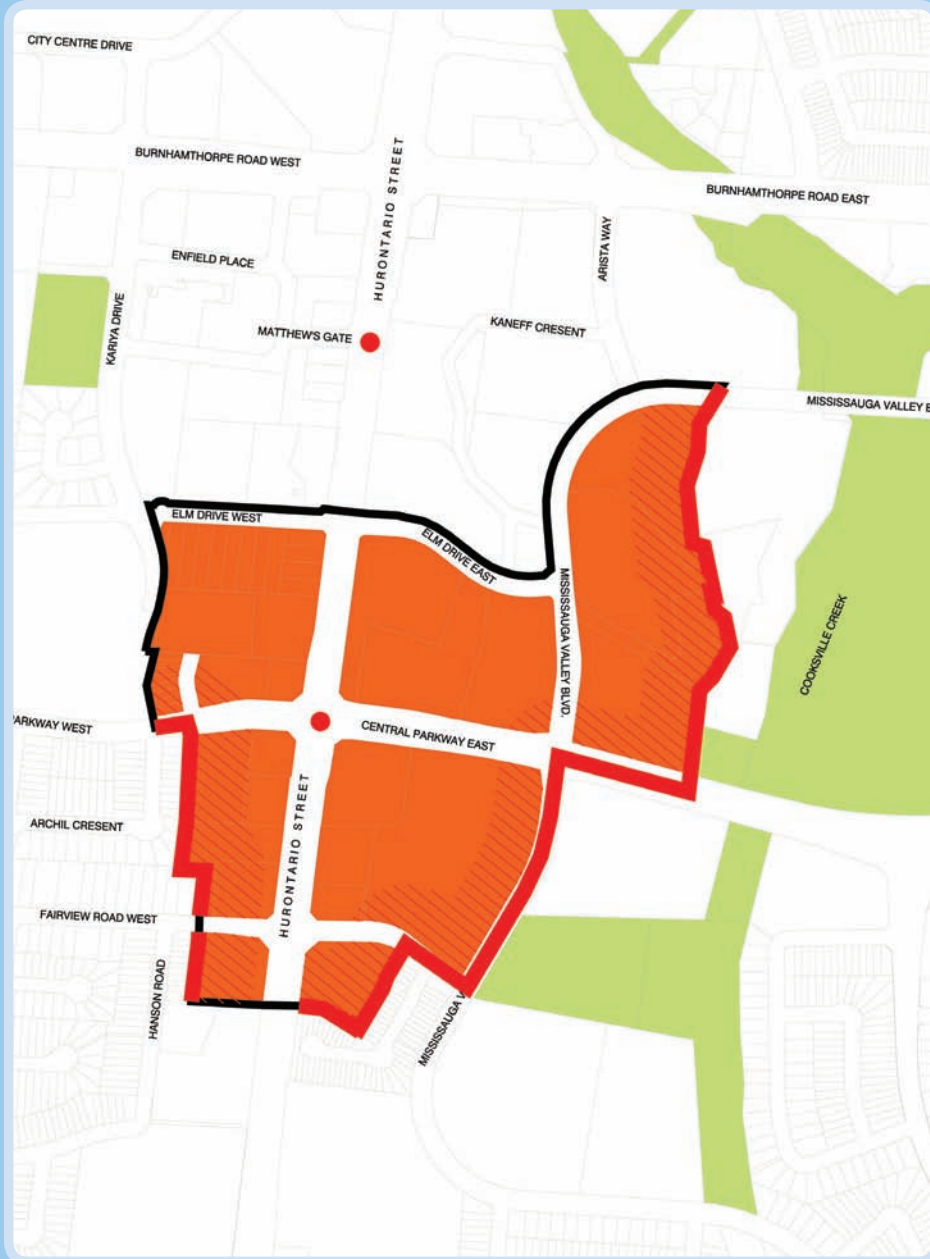 CITY CENTRE DRIVE
BURNHAMTHORPE ROAD WEST
HURONTARIO STREET
BURNHAMTHORPE ROAD EAST
ARISTA WAY
ENFIELD PLACE
KARIYA DRIVE
MATTHEW'S GATE
KANEFF CRESENT
MISSISSAUGA VALLEY B
ELM DRIVE WEST
ELM DRIVE EAST
MISSISSAUGA VALLEY BLVD.
COOKSVILLE CREEK
PARKWAY WEST
CENTRAL PARKWAY EAST
ARCHIL CRESENT
HURONTARIO STREET
FAIRVIEW ROAD WEST
HANSON ROAD
MISSISSAUGA V